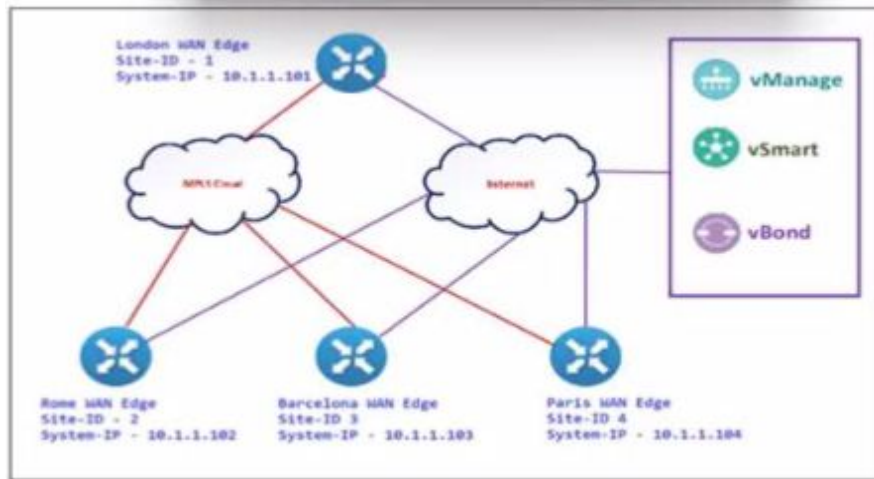 London WAN Edge
Site-ID - 1
System-IP - 10.1.1.101
vManage
vSmart
vBond
MPLS Cloud
Internet
Rome WAN Edge
Site-ID - 2
System-IP - 10.1.1.102
Barcelona WAN Edge
Site-ID 3
System-IP - 10.1.1.103
Paris WAN Edge
Site-ID 4
System-IP - 10.1.1.104